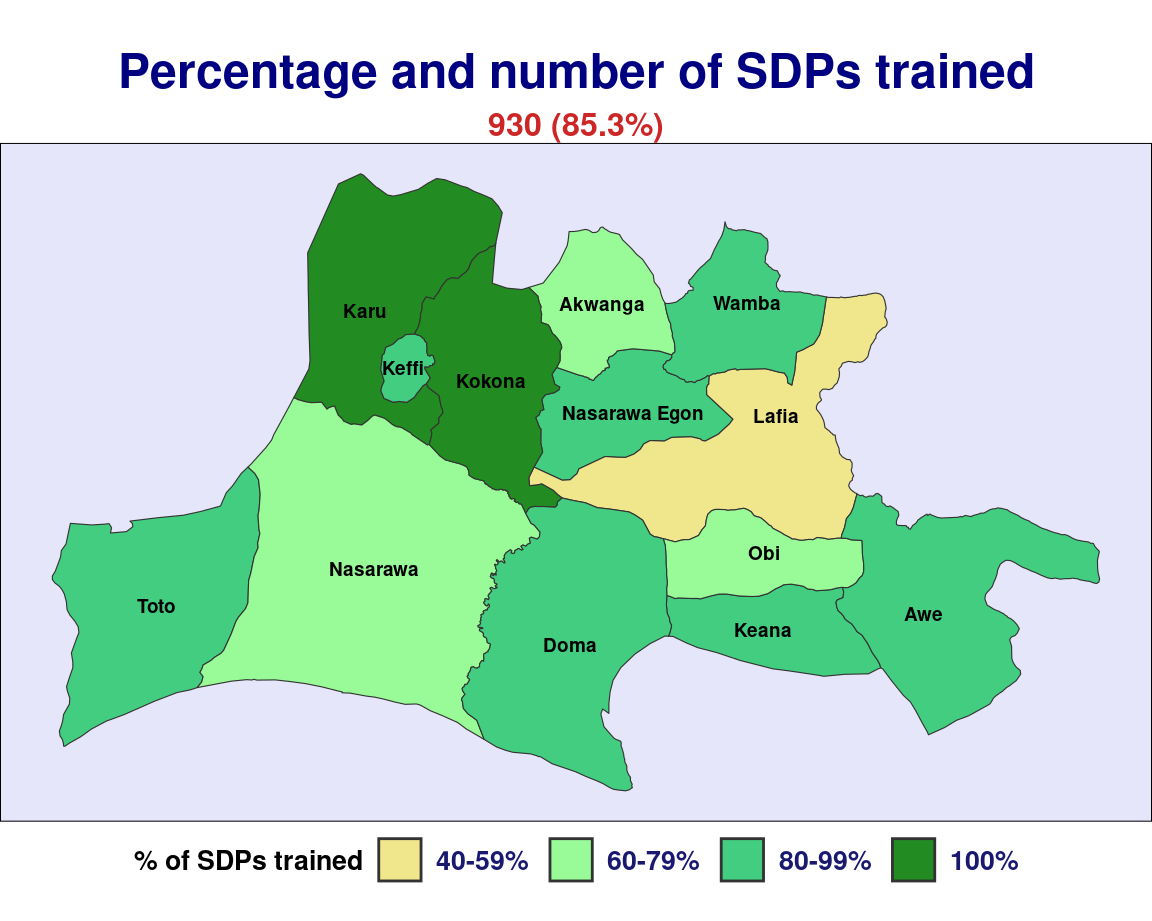 Percentage and number of SDPs trained
930 (85.3%)
Karu
Akwanga
Wamba
Keffi
Kokona
Nasarawa Egon
Lafia
Obi
Nasarawa
Toto
Awe
Keana
Doma
% of SDPs trained 40-59% 60-79% 80-99% 100%